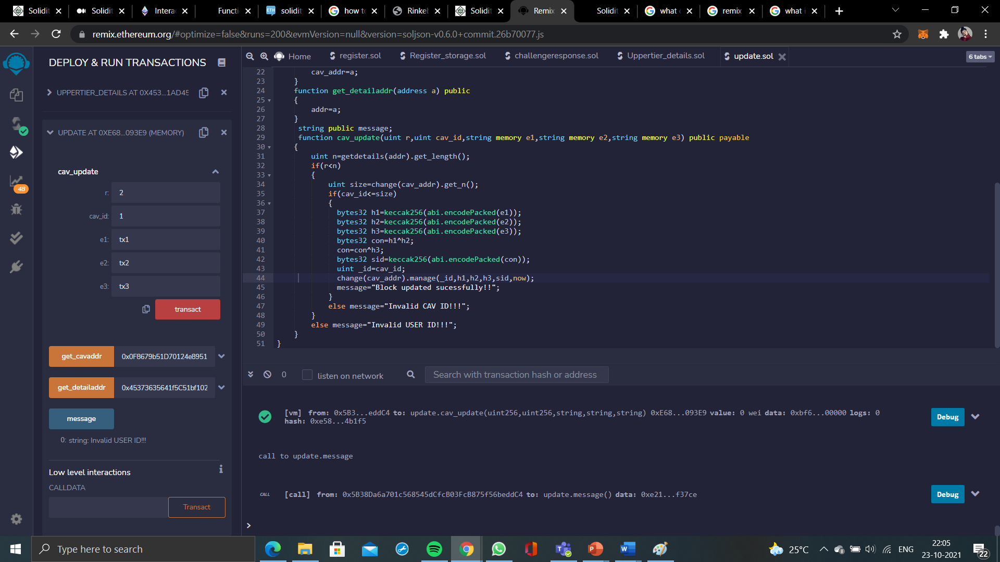 Solidit
Solidit
Intera
Functi
solidit
how to
Rinkel
Solidit
Remix
Solidit
what
remix
what i
remix.ethereum.org/#optimize=false&runs=200&evmVersion=null&version=soljson-v0.6.0+commit.26b70077.js
DEPLOY & RUN TRANSACTIONS
Home
register.sol
Register_storage.sol
challengeresponse.sol
Uppertier_details.sol
update.sol
6 tabs
UPPERTIER_DETAILS AT 0X453...1AD45
UPDATE AT 0XE68...093E9 (MEMORY)
48
cav_update
r: 2
cav_id: 1
e1: tx1
e2: tx2
e3: tx3
transact
get_cavaddr 0x0F8679b51D70124e8951
get_detailaddr 0x45373635641f5C51bf102
message
0: string: Invalid USER ID!!!
Low level interactions
CALLDATA
Transact
22 cav_addr=a;
23 }
24 function get_detailaddr(address a) public
25 {
26 addr=a;
27 }
28 string public message;
29 function cav_update(uint r,uint cav_id,string memory e1,string memory e2,string memory e3) public payable
30 {
31 uint n=getdetails(addr).get_length();
32 if(r<n)
33 {
34 uint size=change(cav_addr).get_n();
35 if(cav_id<=size)
36 {
37 bytes32 h1=keccak256(abi.encodePacked(e1));
38 bytes32 h2=keccak256(abi.encodePacked(e2));
39 bytes32 h3=keccak256(abi.encodePacked(e3));
40 bytes32 con=h1^h2;
41 con=con^h3;
42 bytes32 sid=keccak256(abi.encodePacked(con));
43 uint _id=cav_id;
44 change(cav_addr).manage(_id,h1,h2,h3,sid,now);
45 message="Block updated sucessfully!!";
46 }
47 else message="Invalid CAV ID!!!";
48 }
49 else message="Invalid USER ID!!!";
50 }
51 }
0 listen on network Search with transaction hash or address
[vm] from: 0x5B3...eddC4 to: update.cav_update(uint256,uint256,string,string,string) 0xE68...093E9 value: 0 wei data: 0xbf6...00000 logs: 0
hash: 0xe58...4b1f5
Debug
call to update.message
CALL [call] from: 0x5B38Da6a701c568545dCfcB03FcB875f56beddC4 to: update.message() data: 0xe21...f37ce
Debug
>
Type here to search
25°C
ENG
22:05
23-10-2021
22